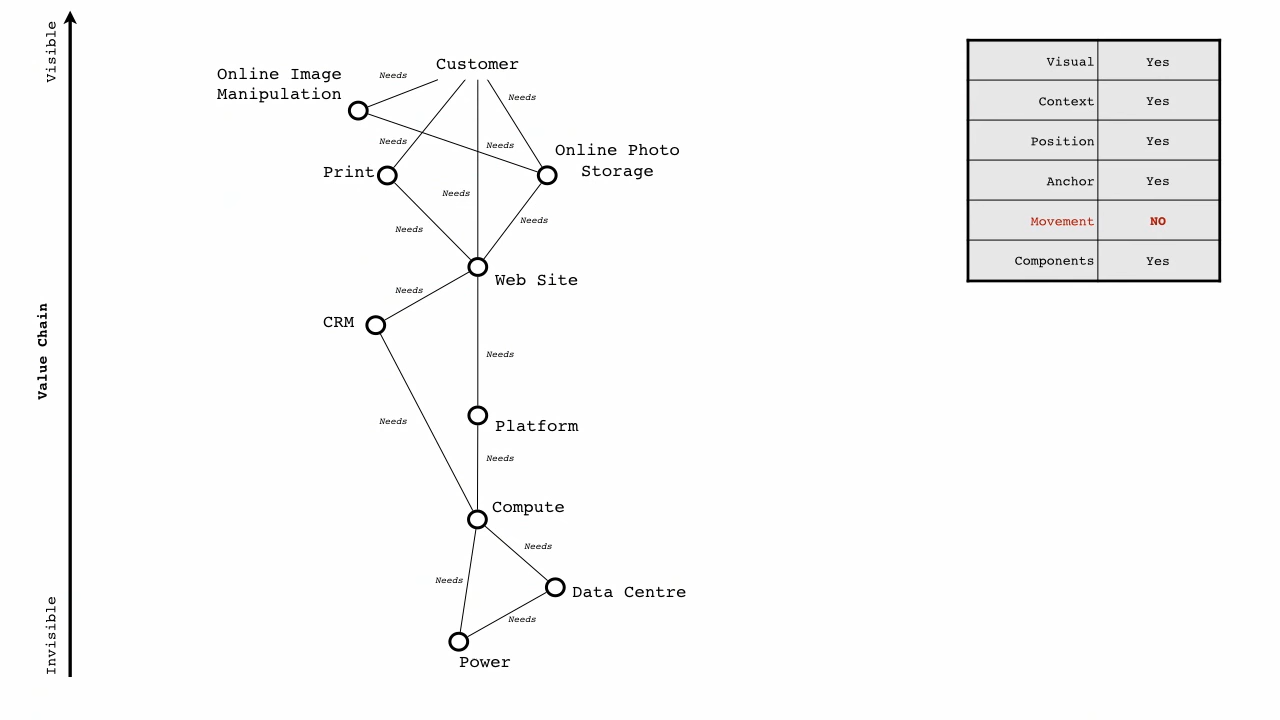 Visible
Customer
Needs
Online Image
Manipulation
Needs
Needs
Needs
Online Photo
Storage
Print
Needs
Needs
Needs
Web Site
Needs
CRM
Value Chain
Needs
Needs
Platform
Needs
Compute
Needs
Needs
Data Centre
Needs
Power
Invisible
Visual Yes
Context Yes
Position Yes
Anchor Yes
Movement NO
Components Yes